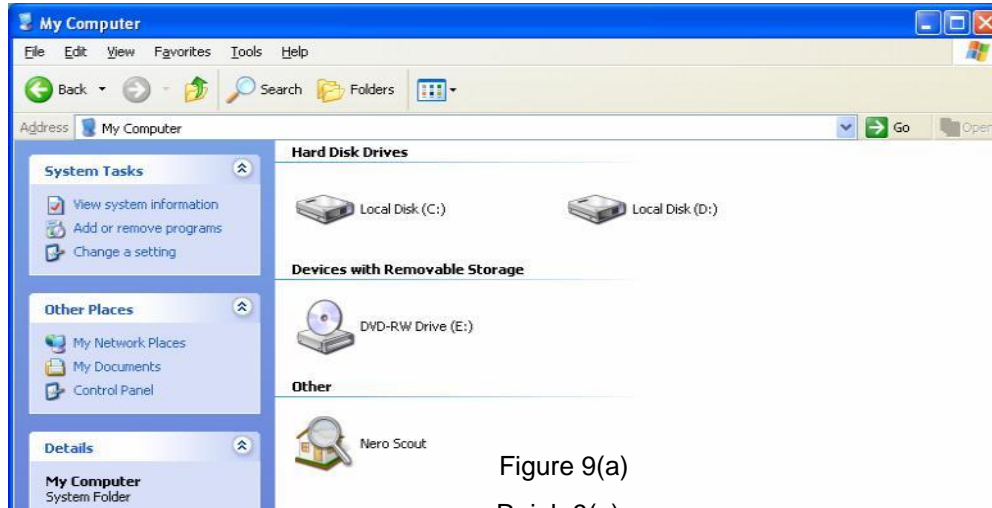 My Computer
File Edit View Favorites Tools Help
Back Search Folders
Address My Computer Go Open
System Tasks
View system information
Add or remove programs
Change a setting
Other Places
My Network Places
My Documents
Control Panel
Details
My Computer
System Folder
Hard Disk Drives
Local Disk (C:) Local Disk (D:)
Devices with Removable Storage
DVD-RW Drive (E:)
Other
Nero Scout
Figure 9(a)